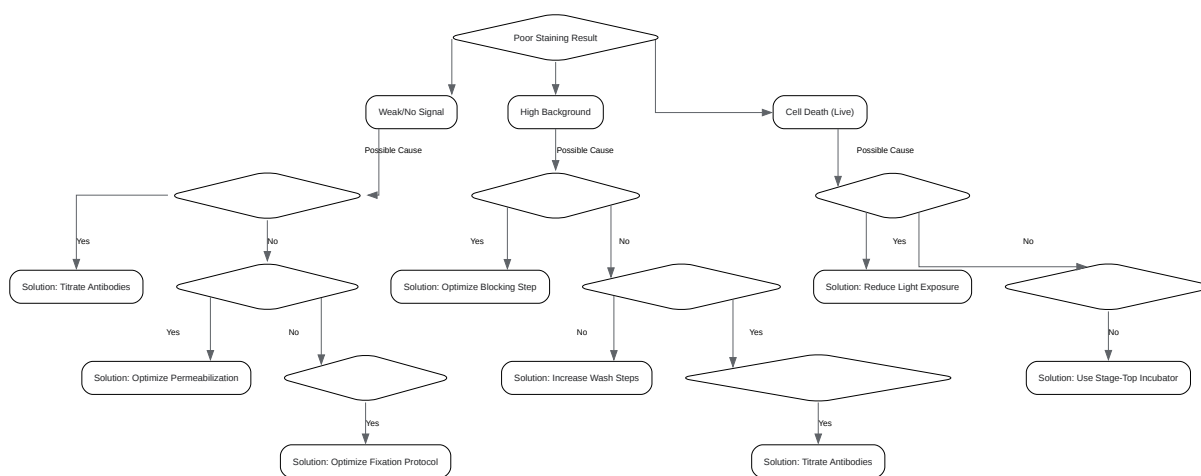 Poor Staining Result
Weak/No Signal
High Background
Cell Death (Live)
Possible Cause
Possible Cause
Possible Cause
Yes
No
Yes
No
Yes
No
Solution: Titrate Antibodies
Solution: Optimize Blocking Step
Solution: Reduce Light Exposure
Yes
No
No
Yes
No
Solution: Optimize Permeabilization
Solution: Increase Wash Steps
Solution: Use Stage-Top Incubator
Yes
Yes
Solution: Optimize Fixation Protocol
Solution: Titrate Antibodies